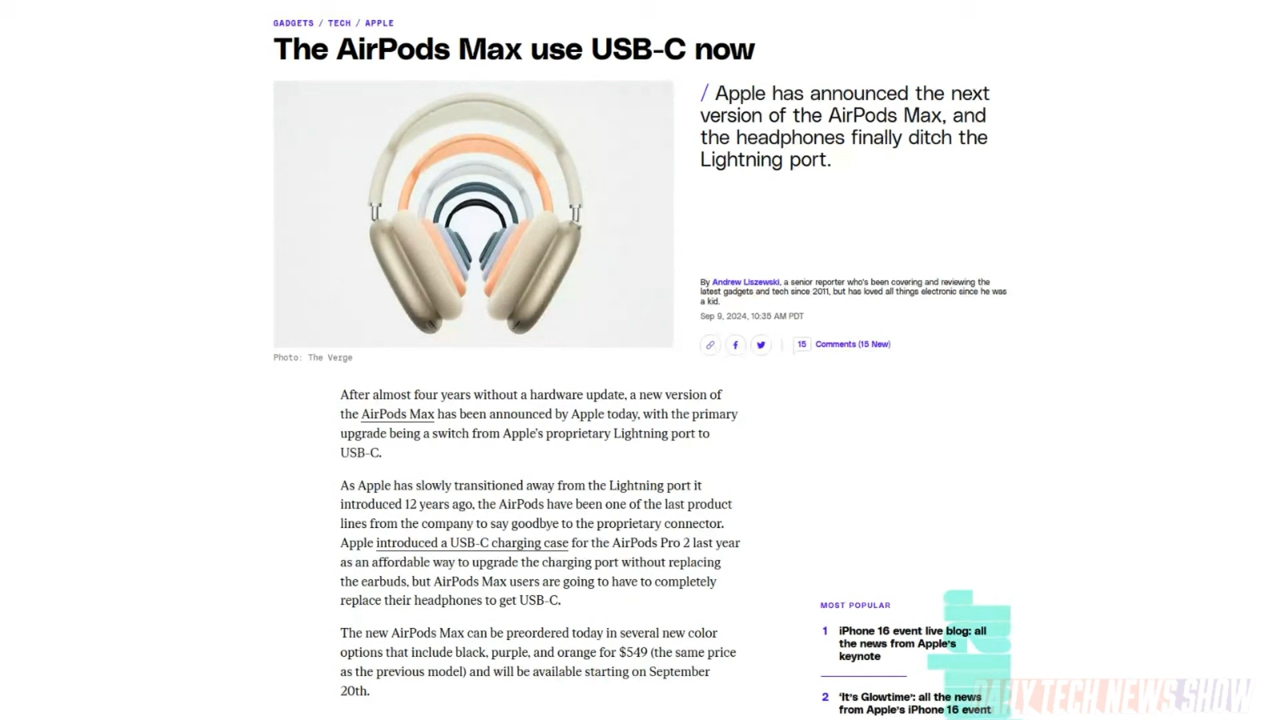 GADGETS / TECH / APPLE
The AirPods Max use USB-C now
/ Apple has announced the next
version of the AirPods Max, and
the headphones finally ditch the
Lightning port.
By Andrew Liszewski, a senior reporter who's been covering and reviewing the
latest gadgets and tech since 2011, but has loved all things electronic since he was
a kid.
Sep 9, 2024, 10:35 AM PDT
15 Comments (15 New)
Photo: The Verge
After almost four years without a hardware update, a new version of
the AirPods Max has been announced by Apple today, with the primary
upgrade being a switch from Apple's proprietary Lightning port to
USB-C.
As Apple has slowly transitioned away from the Lightning port it
introduced 12 years ago, the AirPods have been one of the last product
lines from the company to say goodbye to the proprietary connector.
Apple introduced a USB-C charging case for the AirPods Pro 2 last year
as an affordable way to upgrade the charging port without replacing
the earbuds, but AirPods Max users are going to have to completely
replace their headphones to get USB-C.
The new AirPods Max can be preordered today in several new color
options that include black, purple, and orange for $549 (the same price
as the previous model) and will be available starting on September
20th.
MOST POPULAR
1 iPhone 16 event live blog: all
the news from Apple's
keynote
2 'It's Glowtime': all the news
from Apple's iPhone 16 event
DAILY TECH NEWS SHOW